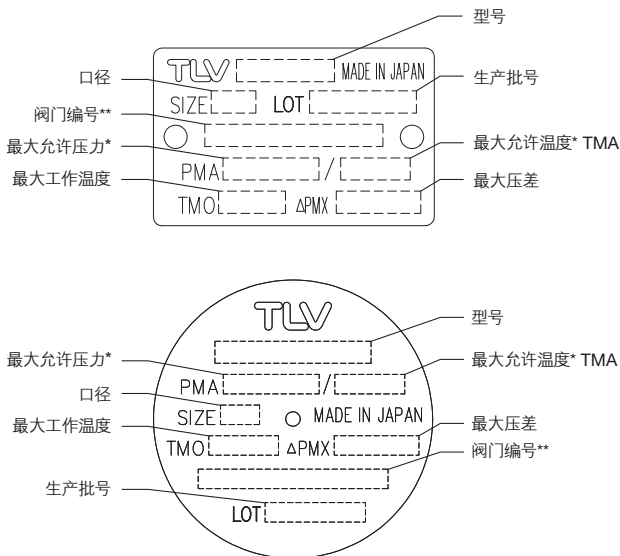 型号
TLV MADE IN JAPAN
口径 生产批号
SIZE LOT
阀门编号**
最大允许压力* 最大允许温度* TMA
PMA /
最大工作温度 最大压差
TMO ΔPMX
TLV
型号
最大允许压力* 最大允许温度* TMA
PMA /
口径
SIZE MADE IN JAPAN
最大工作温度 最大压差
TMO ΔPMX
阀门编号**
生产批号
LOT